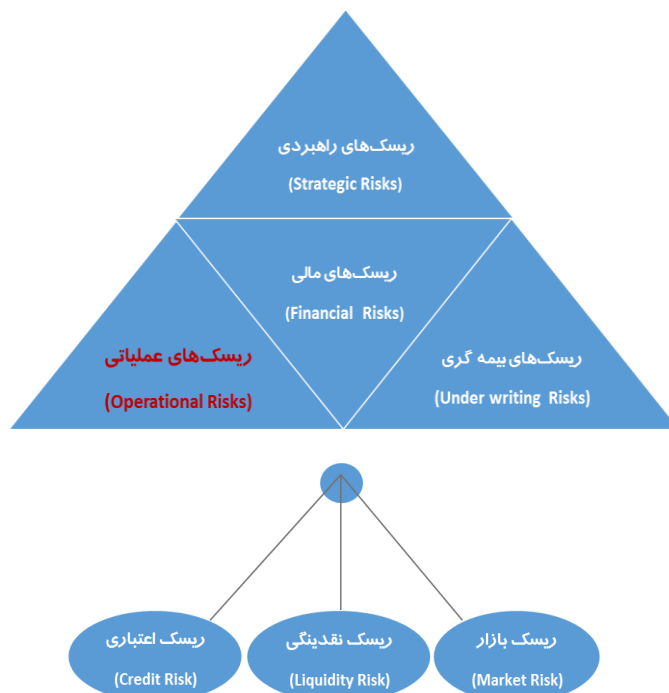 ریسک‌های راهبردی
(Strategic Risks)
ریسک‌های مالی
(Financial Risks)
ریسک‌های عملیاتی
(Operational Risks)
ریسک‌های بیمه گری
(Under writing Risks)
ریسک اعتباری
(Credit Risk)
ریسک نقدینگی
(Liquidity Risk)
ریسک بازار
(Market Risk)